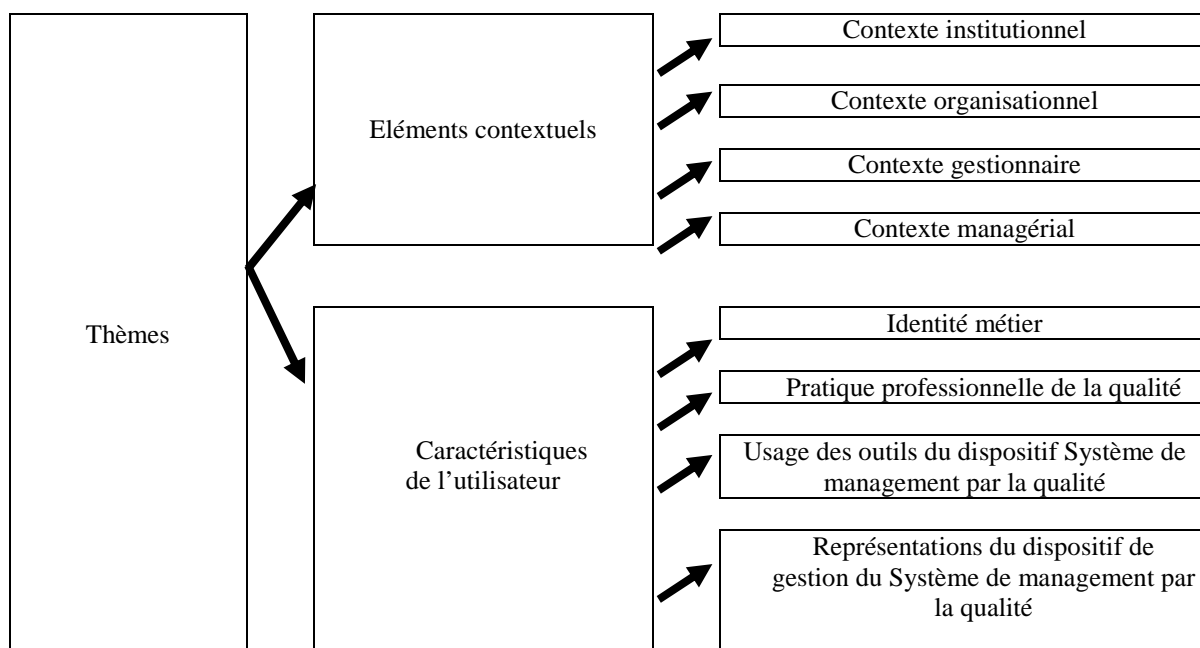 Thèmes
Eléments contextuels
Contexte institutionnel
Contexte organisationnel
Contexte gestionnaire
Contexte managérial
Caractéristiques
de l’utilisateur
Identité métier
Pratique professionnelle de la qualité
Usage des outils du dispositif Système de
management par la qualité
Représentations du dispositif de
gestion du Système de management par
la qualité